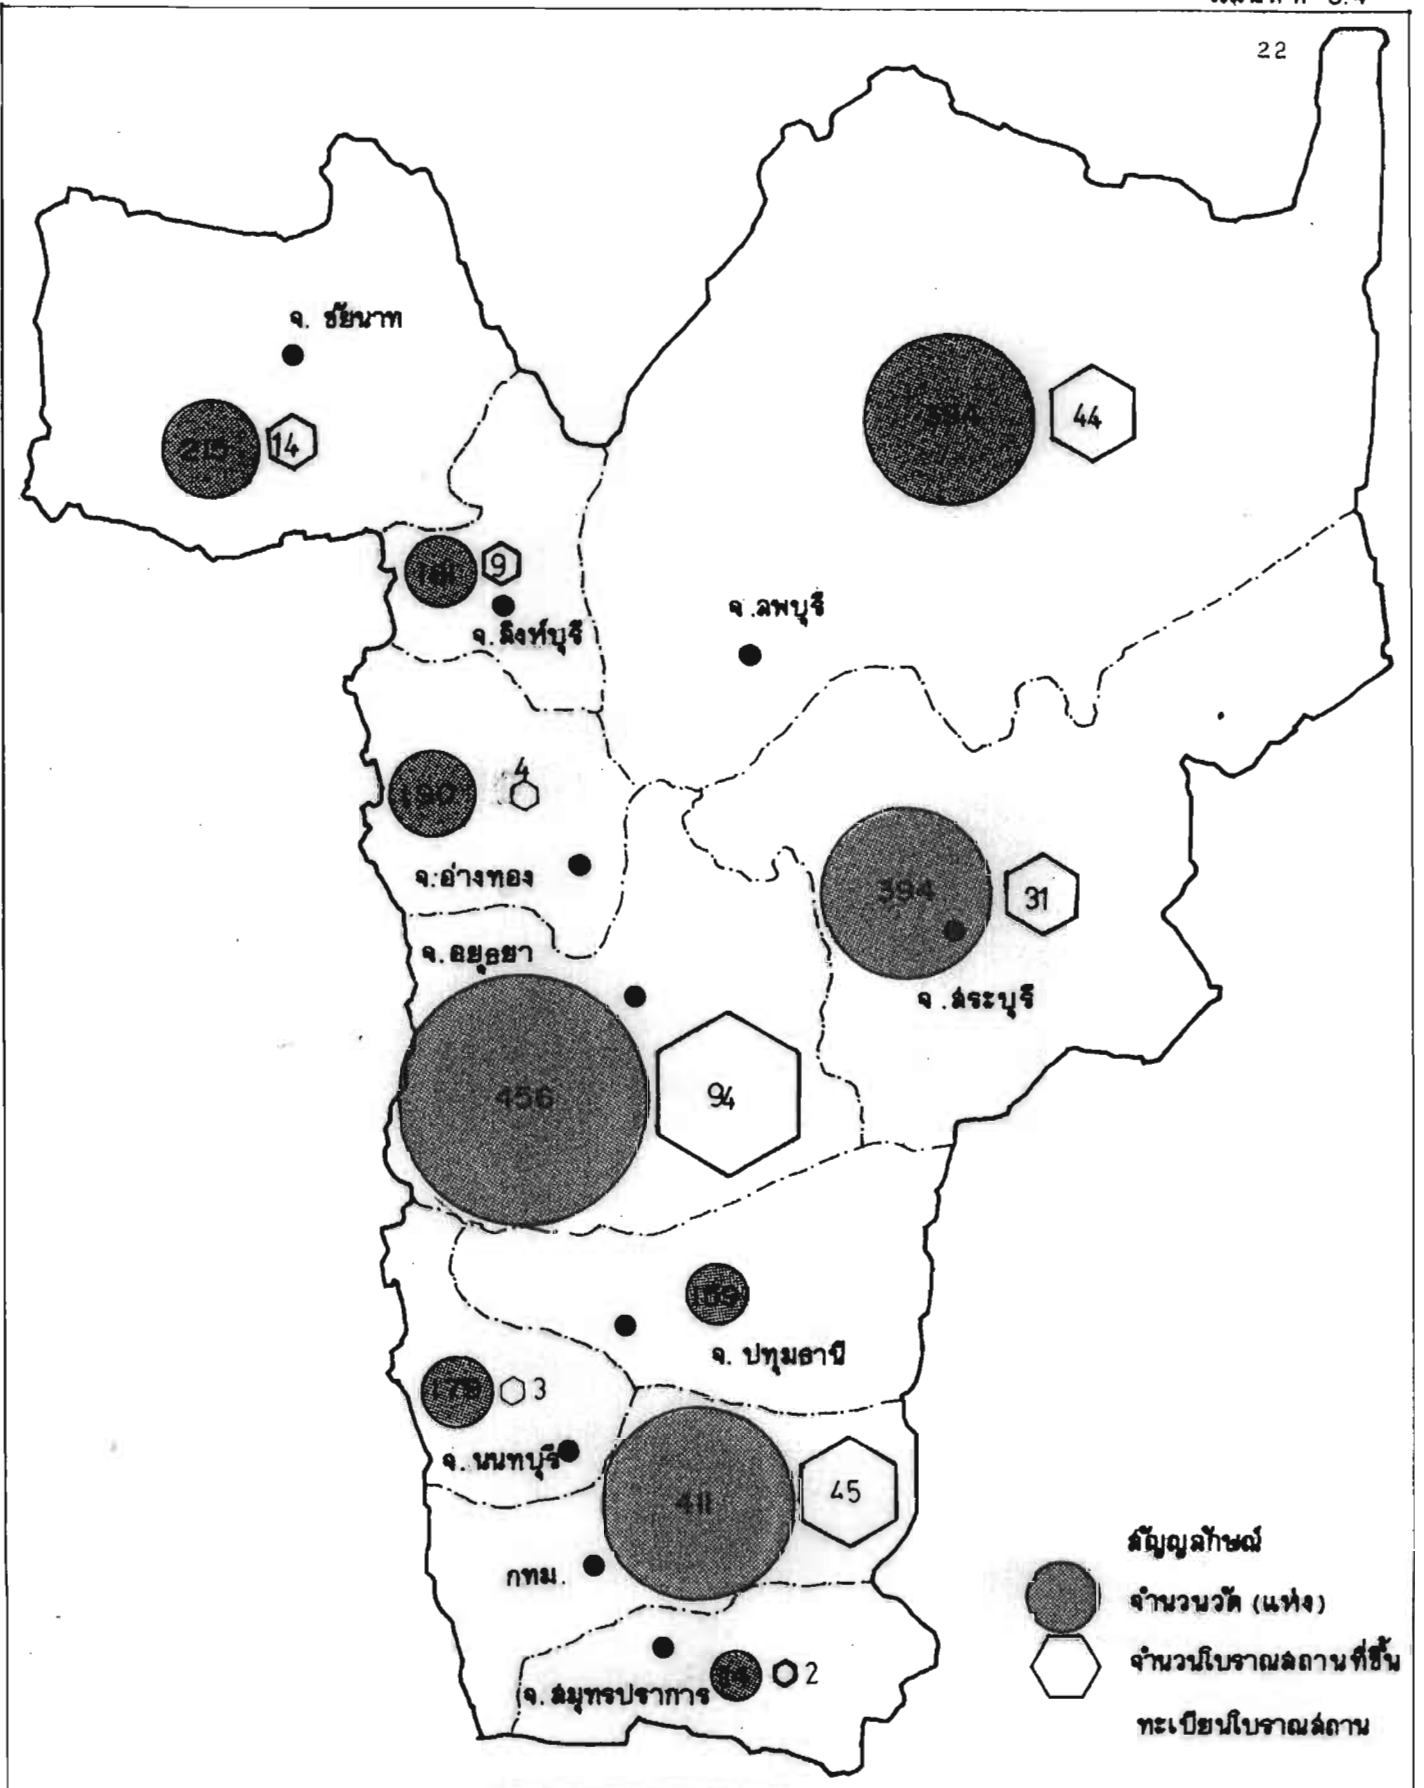 22
จ. ชัยนาท
14
44
9
จ.สิงห์บุรี
จ.ลพบุรี
190
4
จ.อ่างทอง
394
31
จ.อยุธยา
จ.สระบุรี
456
94
จ. ปทุมธานี
3
จ.นนทบุรี
411
45
กทม.
2
จ.สมุทรปราการ
สัญญลักษณ์
จำนวนวัด (แห่ง)
จำนวนโบราณสถานที่ขึ้น
ทะเบียนโบราณสถาน